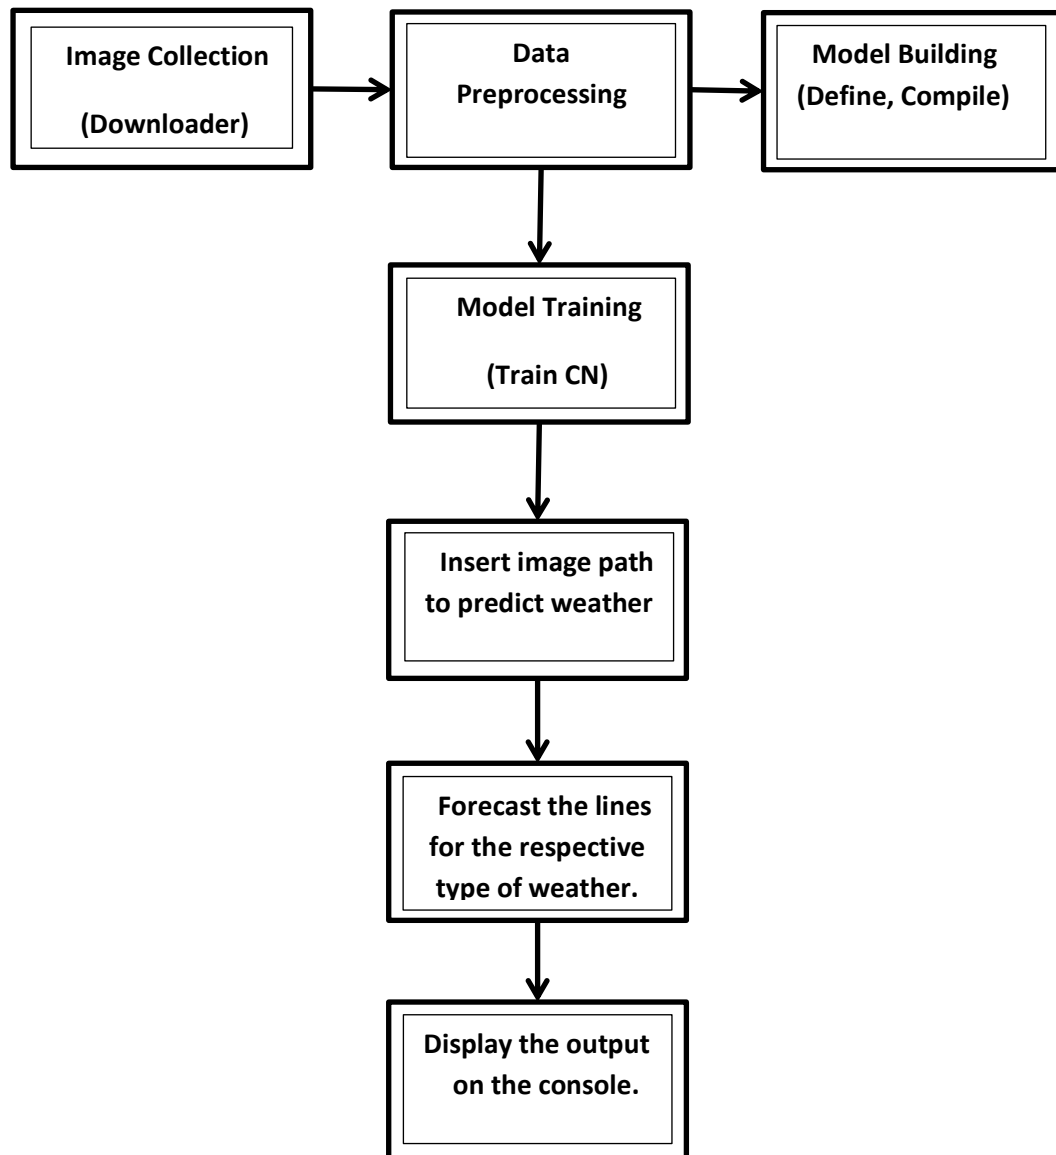 Image Collection
(Downloader)
Data
Preprocessing
Model Building
(Define, Compile)
Model Training
(Train CN)
Insert image path
to predict weather
Forecast the lines
for the respective
type of weather.
Display the output
on the console.